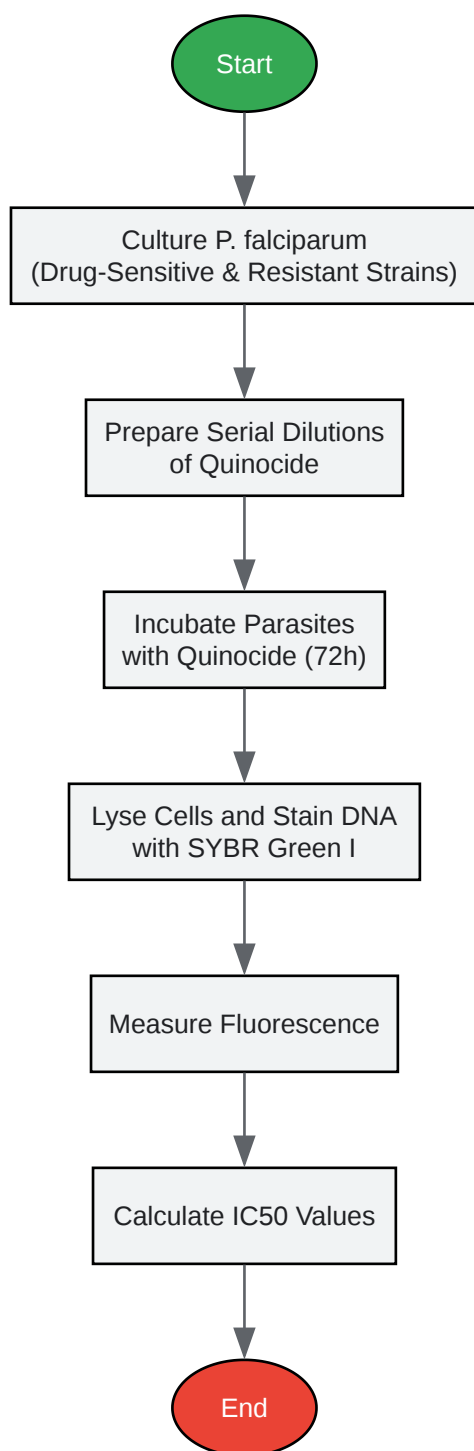 Start
Culture P. falciparum
(Drug-Sensitive & Resistant Strains)
Prepare Serial Dilutions
of Quinocide
Incubate Parasites
with Quinocide (72h)
Lyse Cells and Stain DNA
with SYBR Green I
Measure Fluorescence
Calculate IC50 Values
End